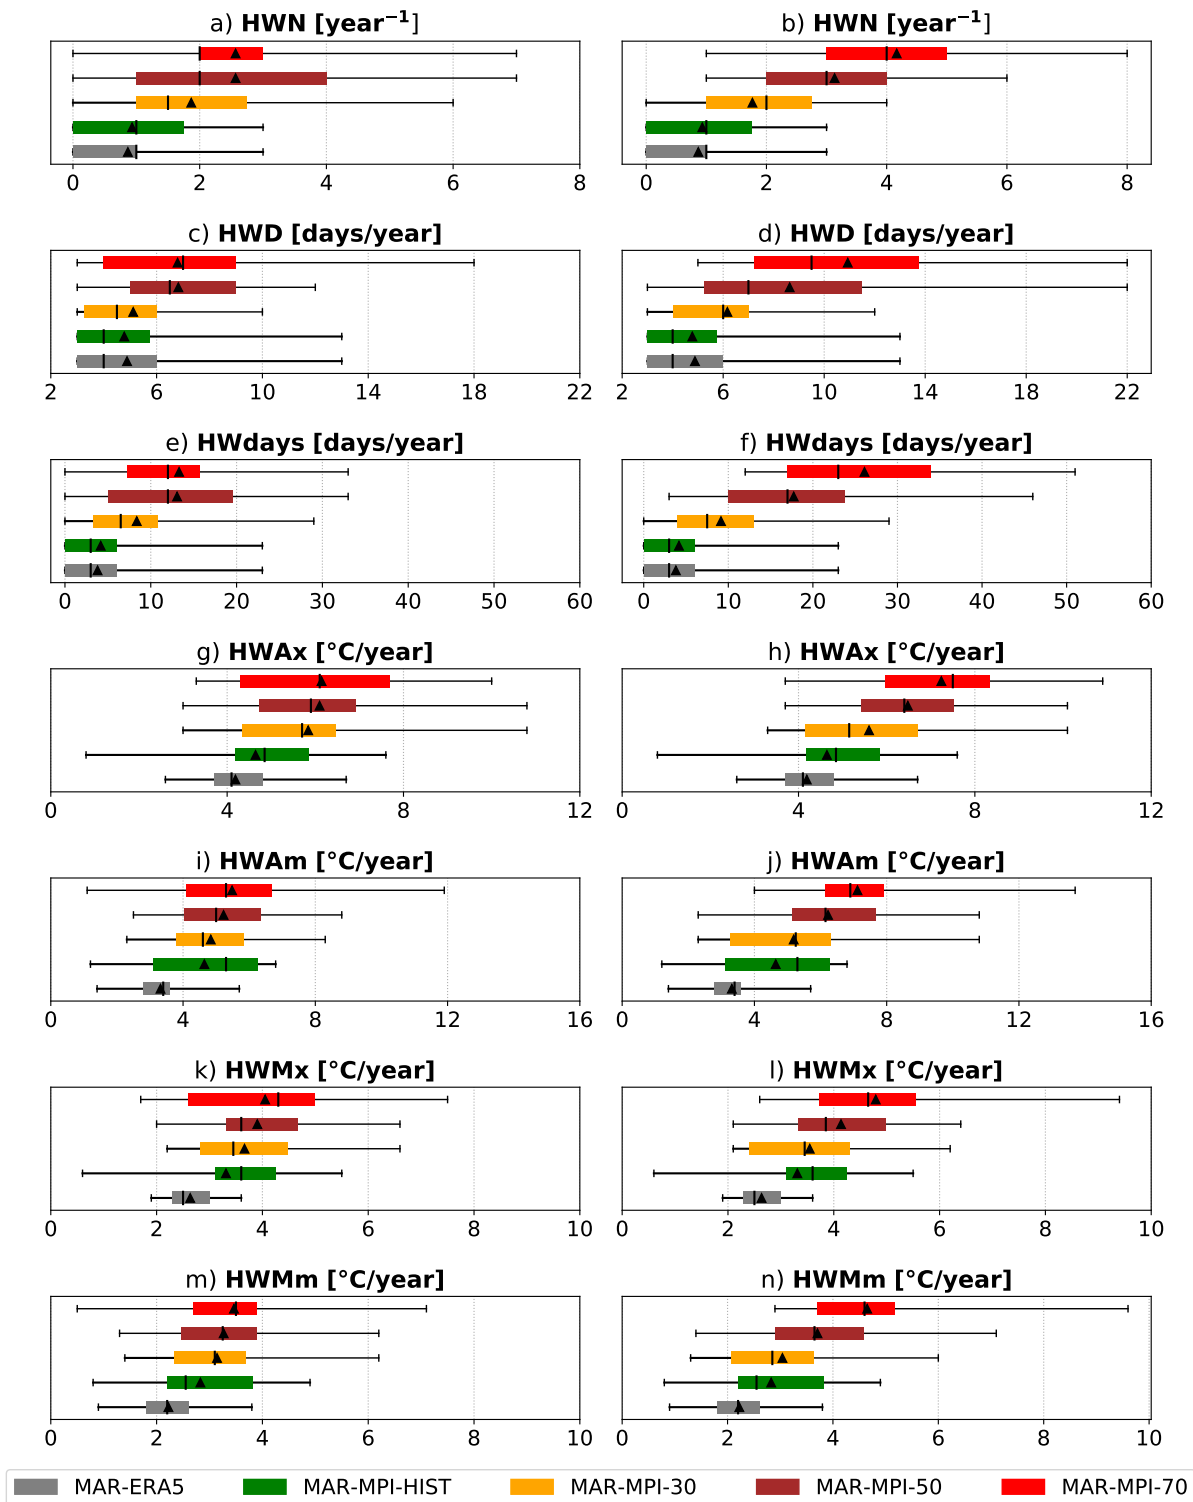 a) HWN [year⁻¹]
b) HWN [year⁻¹]
0 2 4 6 8
0 2 4 6 8
c) HWD [days/year]
d) HWD [days/year]
2 6 10 14 18 22
2 6 10 14 18 22
e) HWdays [days/year]
f) HWdays [days/year]
0 10 20 30 40 50 60
0 10 20 30 40 50 60
g) HWAx [°C/year]
h) HWAx [°C/year]
0 4 8 12
0 4 8 12
i) HWAm [°C/year]
j) HWAm [°C/year]
0 4 8 12 16
0 4 8 12 16
k) HWMx [°C/year]
l) HWMx [°C/year]
0 2 4 6 8 10
0 2 4 6 8 10
m) HWMm [°C/year]
n) HWMm [°C/year]
0 2 4 6 8 10
0 2 4 6 8 10
MAR-ERA5 MAR-MPI-HIST MAR-MPI-30 MAR-MPI-50 MAR-MPI-70